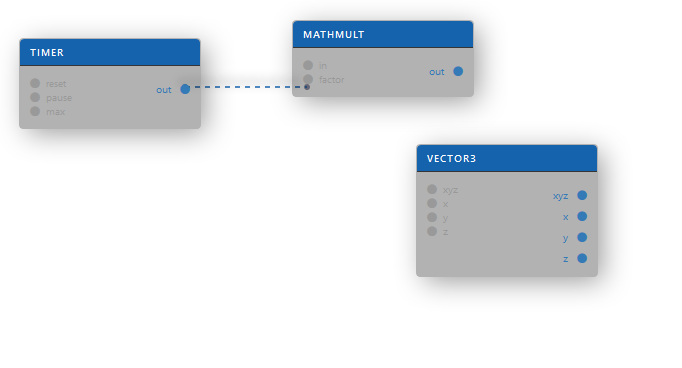 TIMER
reset
pause
max
out
MATHMULT
in
factor
out
VECTOR3
xyz
x
y
z
xyz
x
y
z